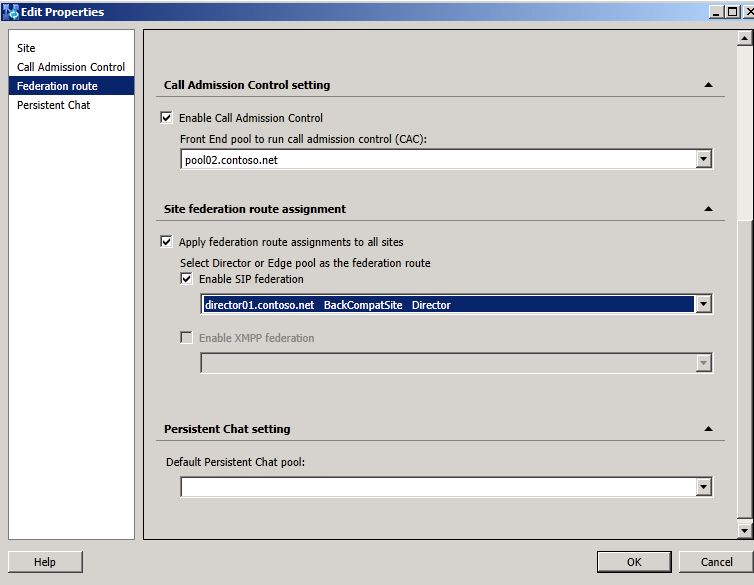 Edit Properties
Site
Call Admission Control
Federation route
Persistent Chat
Call Admission Control setting
Enable Call Admission Control
Front End pool to run call admission control (CAC):
pool02.contoso.net
Site federation route assignment
Apply federation route assignments to all sites
Select Director or Edge pool as the federation route
Enable SIP federation
director01.contoso.net BackCompatSite Director
Enable XMPP federation
Persistent Chat setting
Default Persistent Chat pool:
Help
OK
Cancel